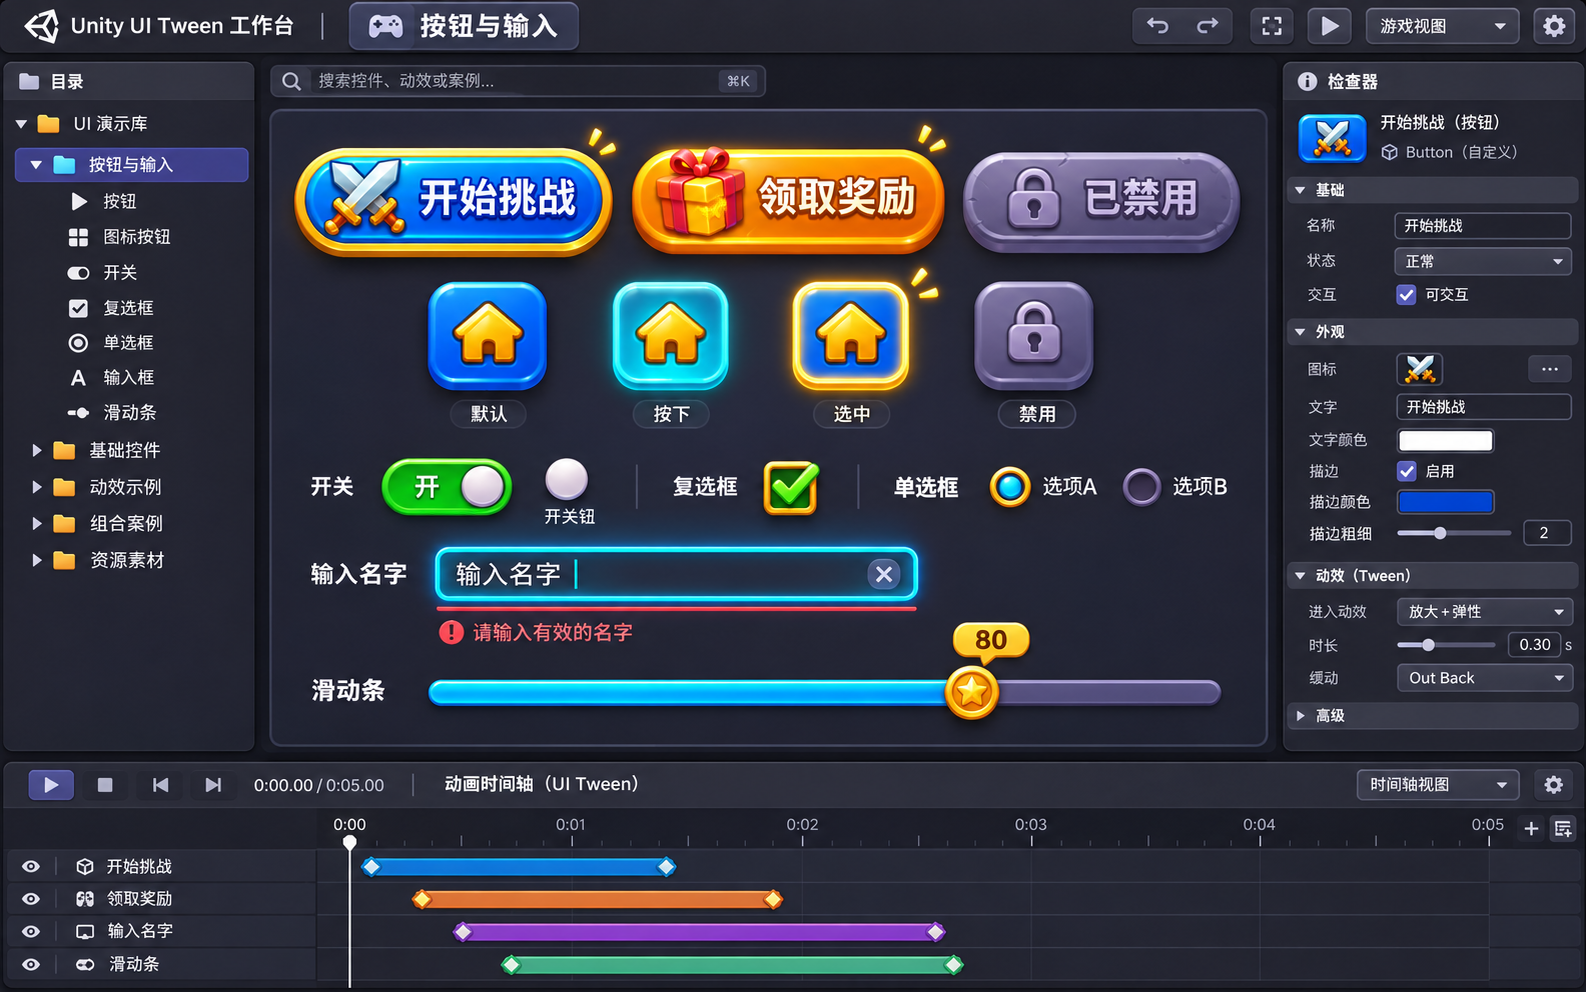 Unity UI Tween 工作台
按钮与输入
游戏视图
目录
UI 演示库
按钮与输入
按钮
图标按钮
开关
复选框
单选框
输入框
滑动条
基础控件
动效示例
组合案例
资源素材
搜索控件、动效或案例...
⌘K
开始挑战
领取奖励
已禁用
默认
按下
选中
禁用
开关
开
开关钮
复选框
单选框
选项A
选项B
输入名字
输入名字
请输入有效的名字
80
滑动条
检查器
开始挑战（按钮）
Button（自定义）
基础
名称 开始挑战
状态 正常
交互 可交互
外观
图标 ...
文字 开始挑战
文字颜色
描边 启用
描边颜色
描边粗细 2
动效（Tween）
进入动效 放大+弹性
时长 0.30 s
缓动 Out Back
高级
0:00.00 / 0:05.00
动画时间轴（UI Tween）
时间轴视图
0:00 0:01 0:02 0:03 0:04 0:05
开始挑战
领取奖励
输入名字
滑动条